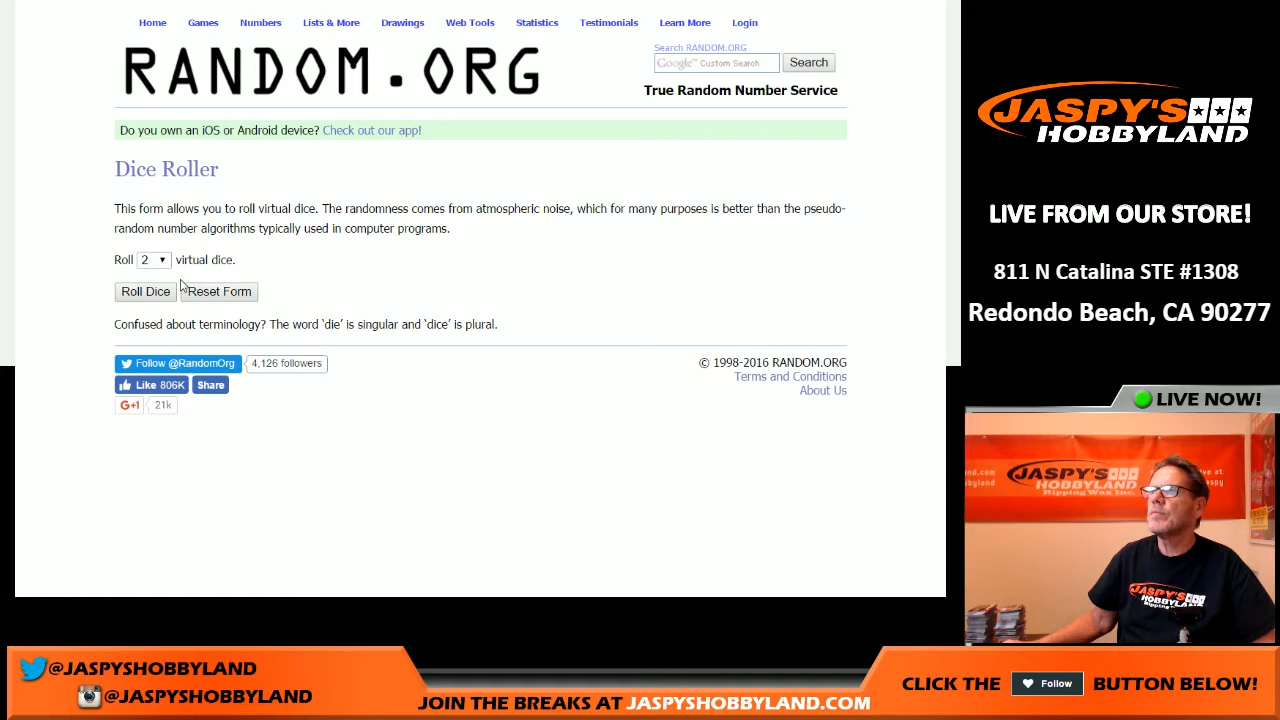 Home Games Numbers Lists & More Drawings Web Tools Statistics Testimonials Learn More Login
RANDOM.ORG
Search RANDOM.ORG
Google™ Custom Search Search
True Random Number Service
Do you own an iOS or Android device? Check out our app!
Dice Roller
This form allows you to roll virtual dice. The randomness comes from atmospheric noise, which for many purposes is better than the pseudo-
random number algorithms typically used in computer programs.
Roll 2 virtual dice.
Roll Dice Reset Form
Confused about terminology? The word ‘die’ is singular and ‘dice’ is plural.
Follow @RandomOrg 4,126 followers
Like 806K Share
G+1 21k
© 1998-2016 RANDOM.ORG
Terms and Conditions
About Us
JASPY'S
HOBBYLAND
LIVE FROM OUR STORE!
811 N Catalina STE #1308
Redondo Beach, CA 90277
LIVE NOW!
JASPY'S
HOBBYLAND
Ripping Wax Inc.
JASPY'S
HOBBYLAND
@JASPYSHOBBYLAND
@JASPYSHOBBYLAND
JOIN THE BREAKS AT JASPYSHOBBYLAND.COM
CLICK THE Follow BUTTON BELOW!